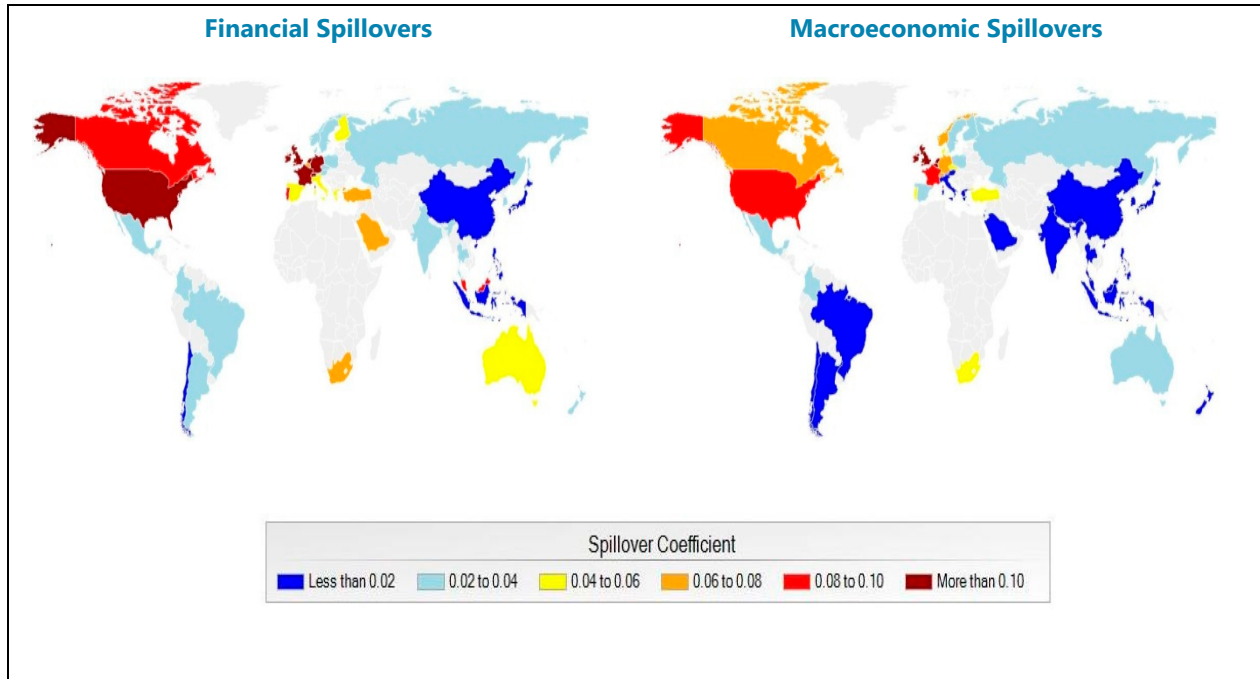 Financial Spillovers
Macroeconomic Spillovers
Spillover Coefficient
Less than 0.02
0.02 to 0.04
0.04 to 0.06
0.06 to 0.08
0.08 to 0.10
More than 0.10